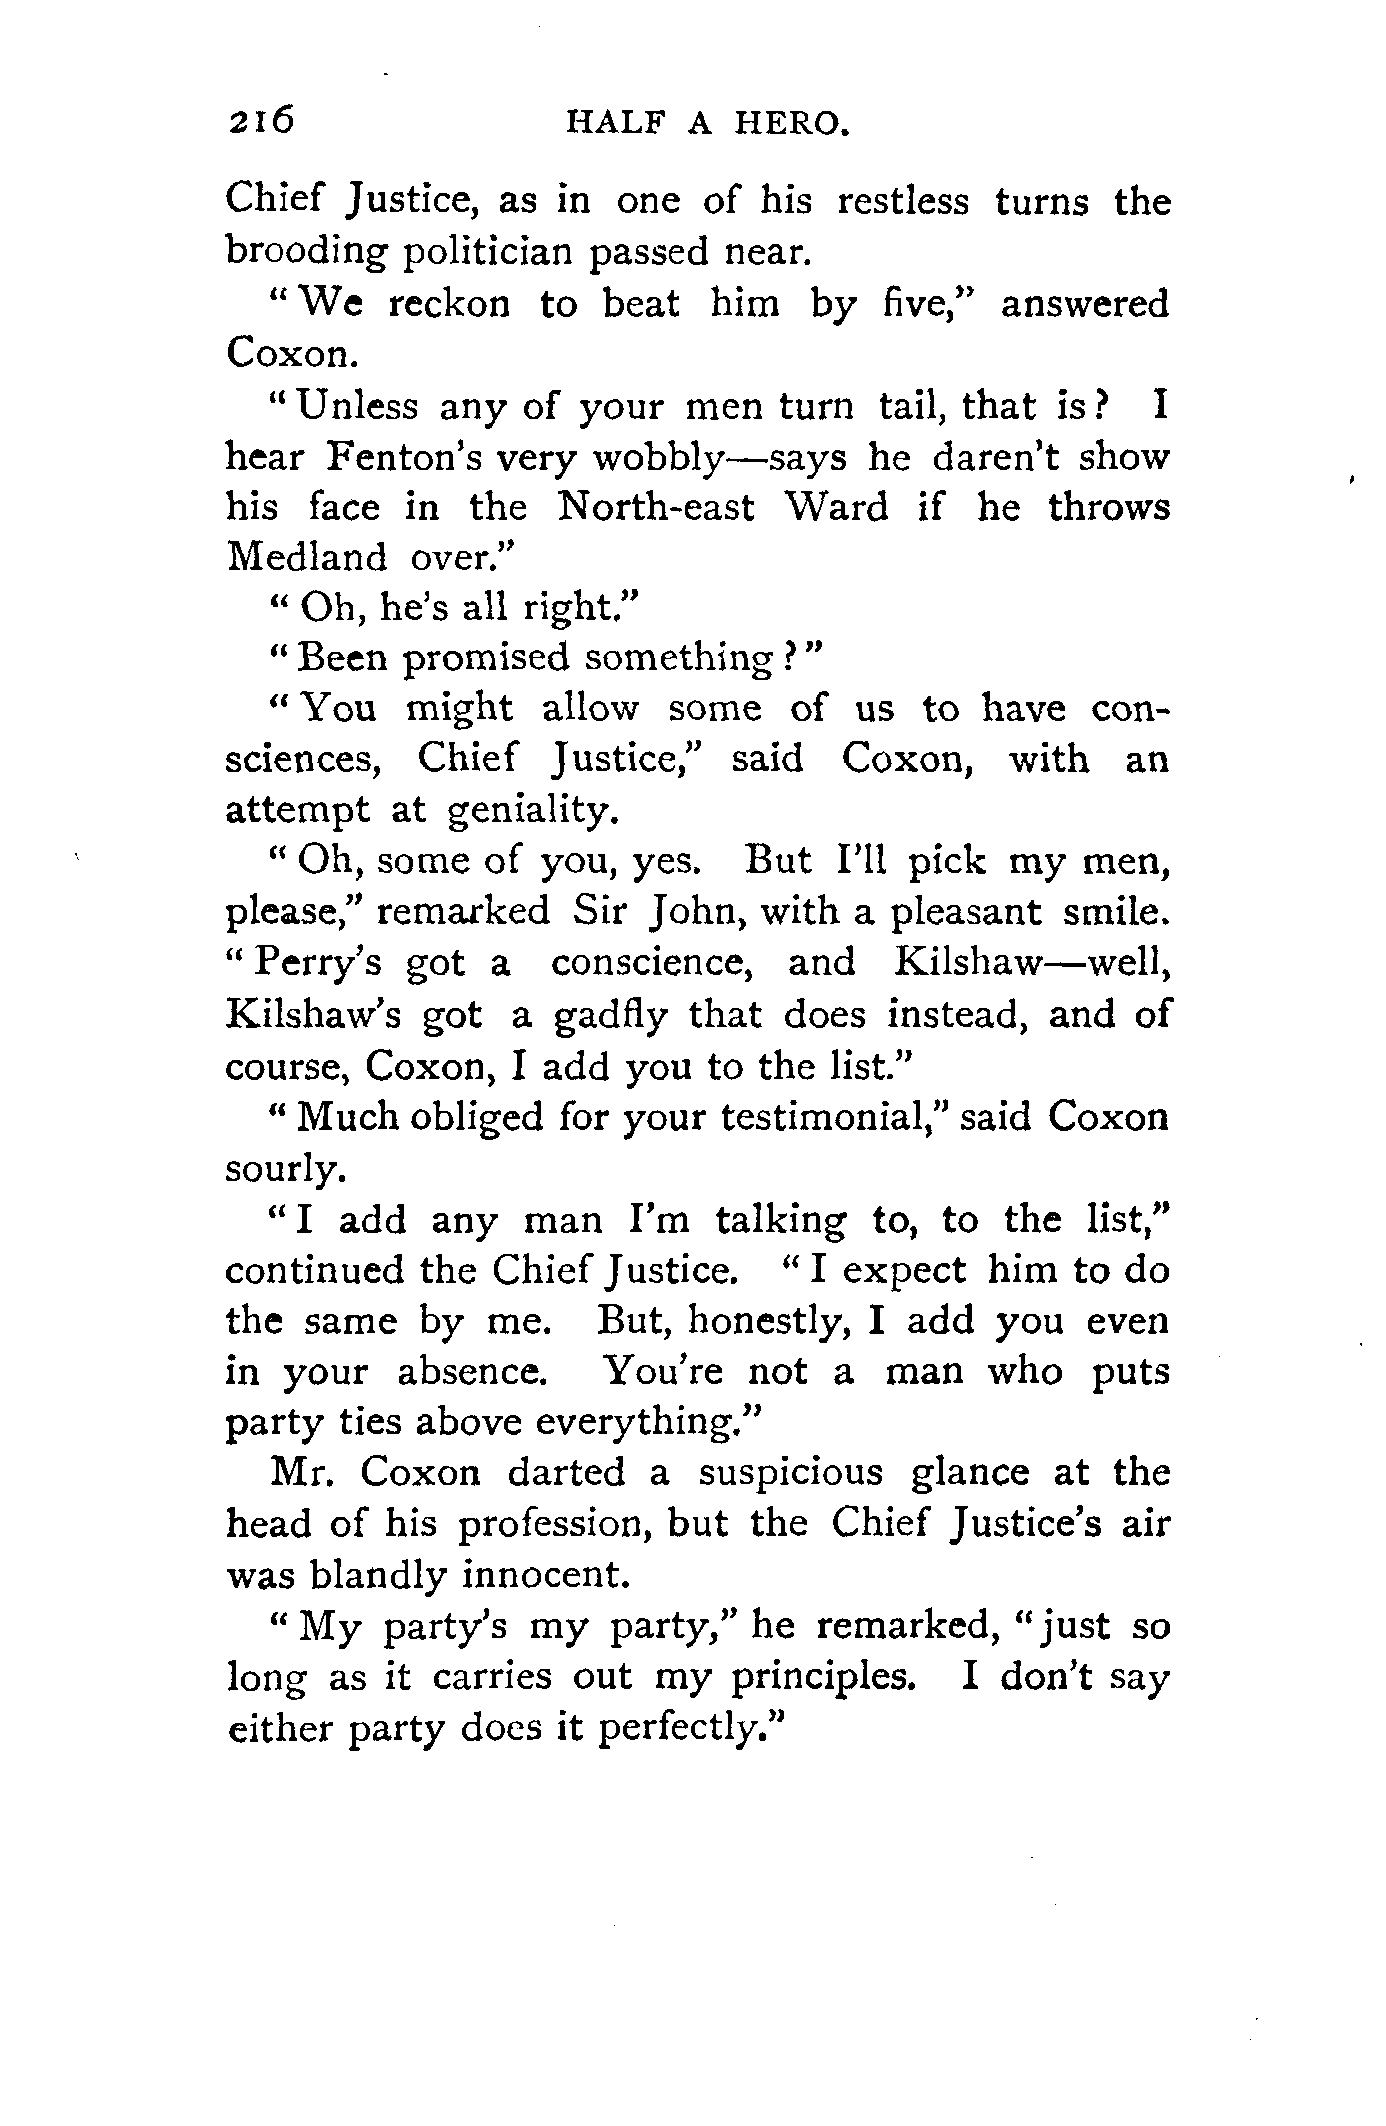 216 HALF A HERO.
Chief Justice, as in one of his restless turns the
brooding politician passed near.
"We reckon to beat him by five," answered
Coxon.
"Unless any of your men turn tail, that is? I
hear Fenton's very wobbly—says he daren't show
his face in the North-east Ward if he throws
Medland over."
"Oh, he's all right."
"Been promised something?"
"You might allow some of us to have con-
sciences, Chief Justice," said Coxon, with an
attempt at geniality.
"Oh, some of you, yes. But I'll pick my men,
please," remarked Sir John, with a pleasant smile.
"Perry's got a conscience, and Kilshaw—well,
Kilshaw's got a gadfly that does instead, and of
course, Coxon, I add you to the list."
"Much obliged for your testimonial," said Coxon
sourly.
"I add any man I'm talking to, to the list,"
continued the Chief Justice. "I expect him to do
the same by me. But, honestly, I add you even
in your absence. You're not a man who puts
party ties above everything."
Mr. Coxon darted a suspicious glance at the
head of his profession, but the Chief Justice's air
was blandly innocent.
"My party's my party," he remarked, "just so
long as it carries out my principles. I don't say
either party does it perfectly."